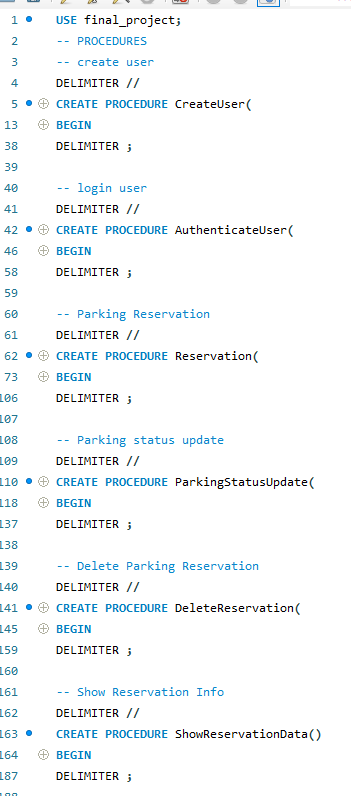 1 USE final_project;
2 -- PROCEDURES
3 -- create user
4 DELIMITER //
5 CREATE PROCEDURE CreateUser(
13 BEGIN
38 DELIMITER ;
39
40 -- login user
41 DELIMITER //
42 CREATE PROCEDURE AuthenticateUser(
46 BEGIN
58 DELIMITER ;
59
60 -- Parking Reservation
61 DELIMITER //
62 CREATE PROCEDURE Reservation(
73 BEGIN
106 DELIMITER ;
107
108 -- Parking status update
109 DELIMITER //
110 CREATE PROCEDURE ParkingStatusUpdate(
118 BEGIN
137 DELIMITER ;
138
139 -- Delete Parking Reservation
140 DELIMITER //
141 CREATE PROCEDURE DeleteReservation(
145 BEGIN
159 DELIMITER ;
160
161 -- Show Reservation Info
162 DELIMITER //
163 CREATE PROCEDURE ShowReservationData()
164 BEGIN
187 DELIMITER ;